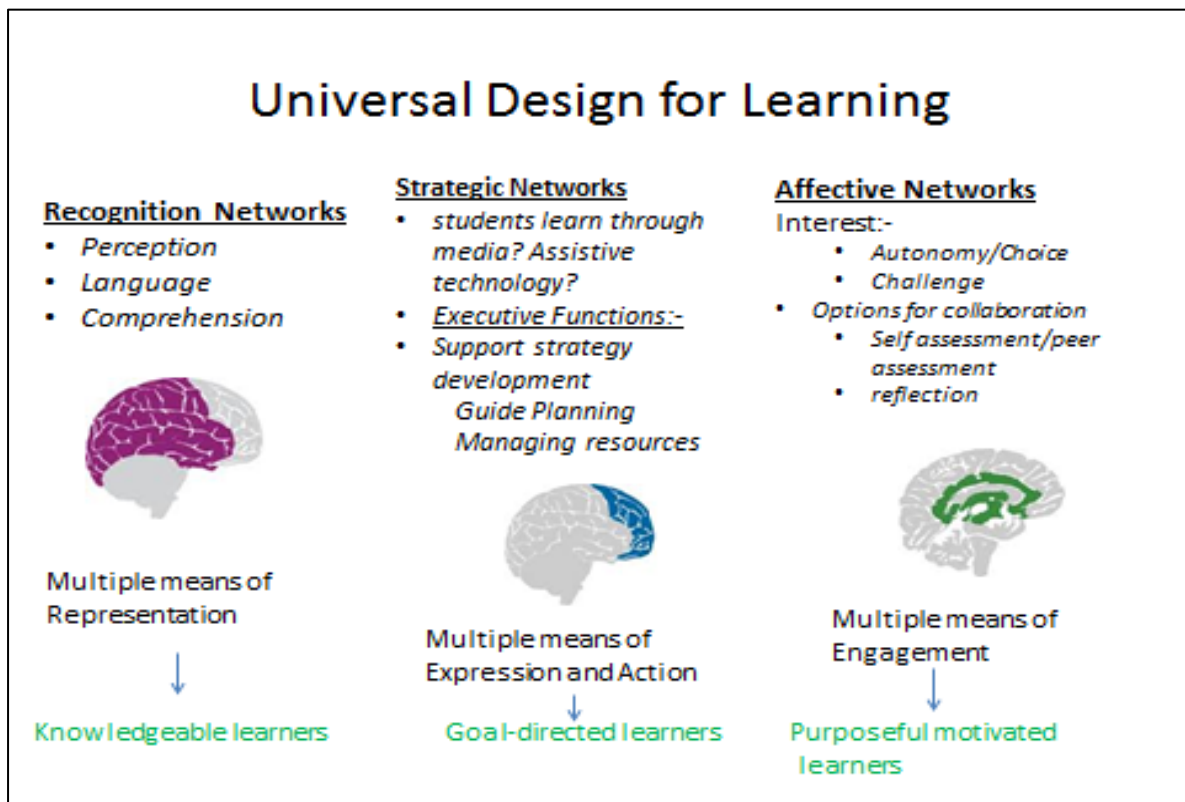 Universal Design for Learning
Recognition Networks
• Perception
• Language
• Comprehension
Multiple means of
Representation
Knowledgeable learners
Strategic Networks
• students learn through
media? Assistive
technology?
• Executive Functions:-
• Support strategy
development
Guide Planning
Managing resources
Multiple means of
Expression and Action
Goal-directed learners
Affective Networks
Interest:-
• Autonomy/Choice
• Challenge
• Options for collaboration
• Self assessment/peer
assessment
• reflection
Multiple means of
Engagement
Purposeful motivated
learners